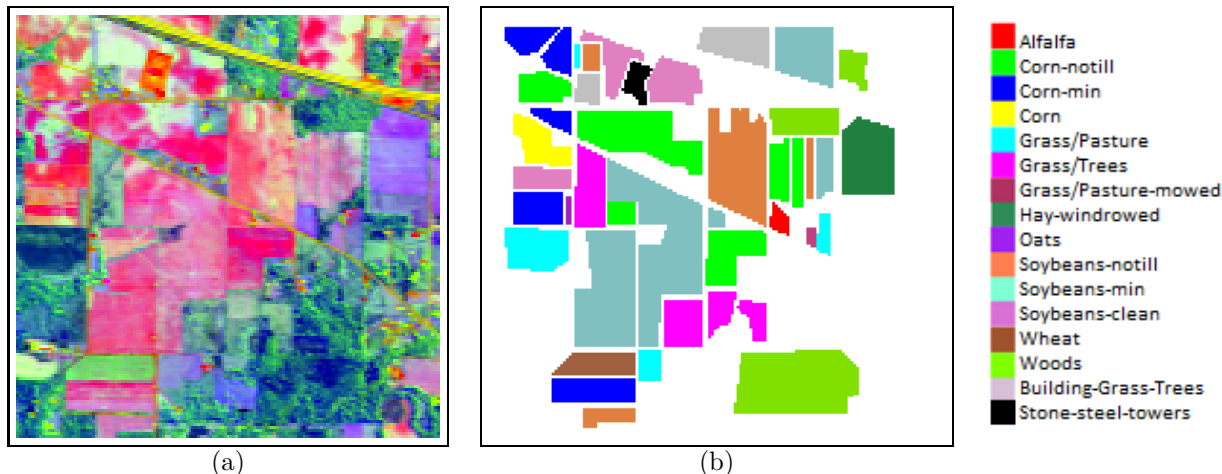 Alfalfa
Corn-notill
Corn-min
Corn
Grass/Pasture
Grass/Trees
Grass/Pasture-mowed
Hay-windrowed
Oats
Soybeans-notill
Soybeans-min
Soybeans-clean
Wheat
Woods
Building-Grass-Trees
Stone-steel-towers
(a)
(b)